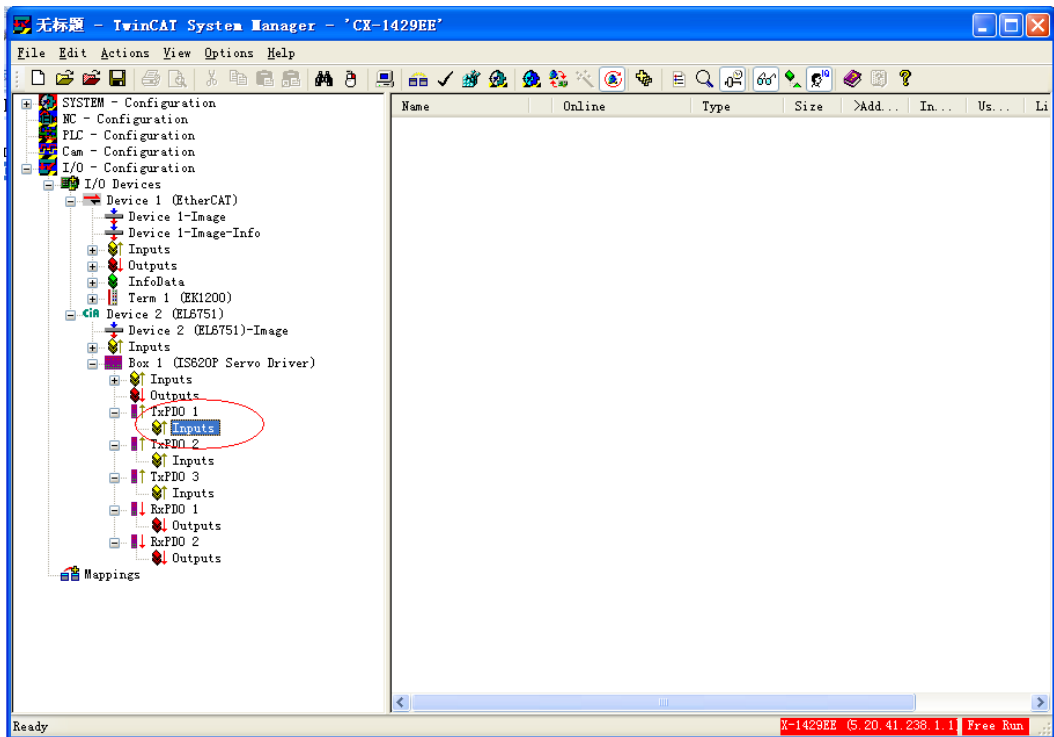 无标题 - TwinCAT System Manager - 'CX-1429EE'
File Edit Actions View Options Help
SYSTEM - Configuration
NC - Configuration
PLC - Configuration
Cam - Configuration
I/O - Configuration
I/O Devices
Device 1 (EtherCAT)
Device 1-Image
Device 1-Image-Info
Inputs
Outputs
InfoData
Term 1 (EK1200)
CiA Device 2 (EL6751)
Device 2 (EL6751)-Image
Inputs
Box 1 (IS620P Servo Driver)
Inputs
Outputs
TxPDO 1
Inputs
TxPDO 2
Inputs
TxPDO 3
Inputs
RxPDO 1
Outputs
RxPDO 2
Outputs
Mappings
Name Online Type Size >Add... In... Us... Li
Ready
X-1429EE (5.20.41.238.1.1) Free Run